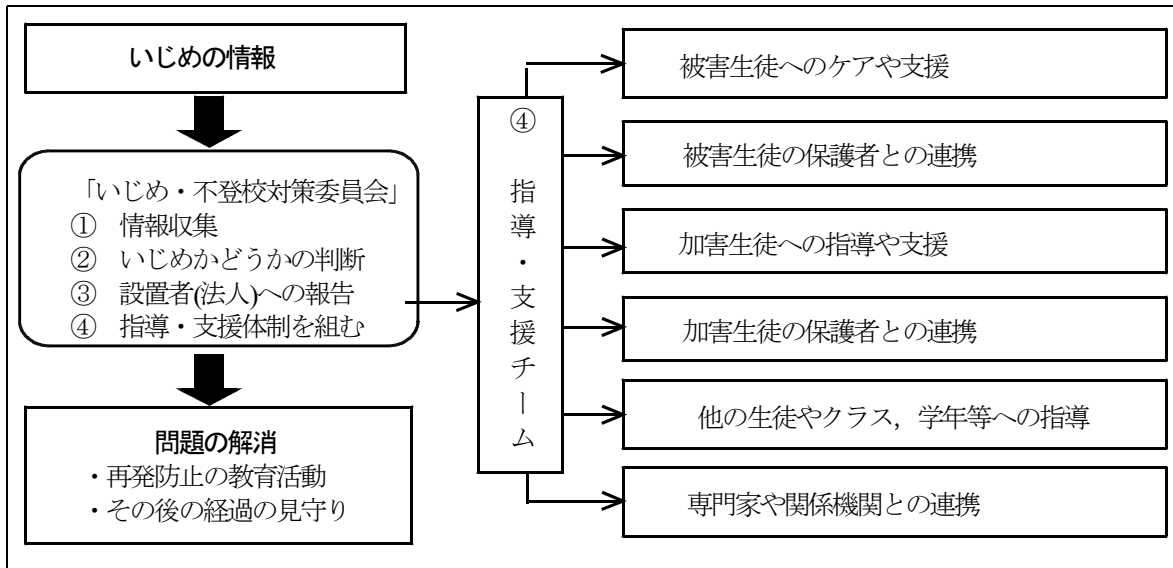 いじめの情報
「いじめ・不登校対策委員会」
① 情報収集
② いじめかどうかの判断
③ 設置者(法人)への報告
④ 指導・支援体制を組む
問題の解消
・再発防止の教育活動
・その後の経過の見守り
④ 指導・支援チーム
被害生徒へのケアや支援
被害生徒の保護者との連携
加害生徒への指導や支援
加害生徒の保護者との連携
他の生徒やクラス，学年等への指導
専門家や関係機関との連携